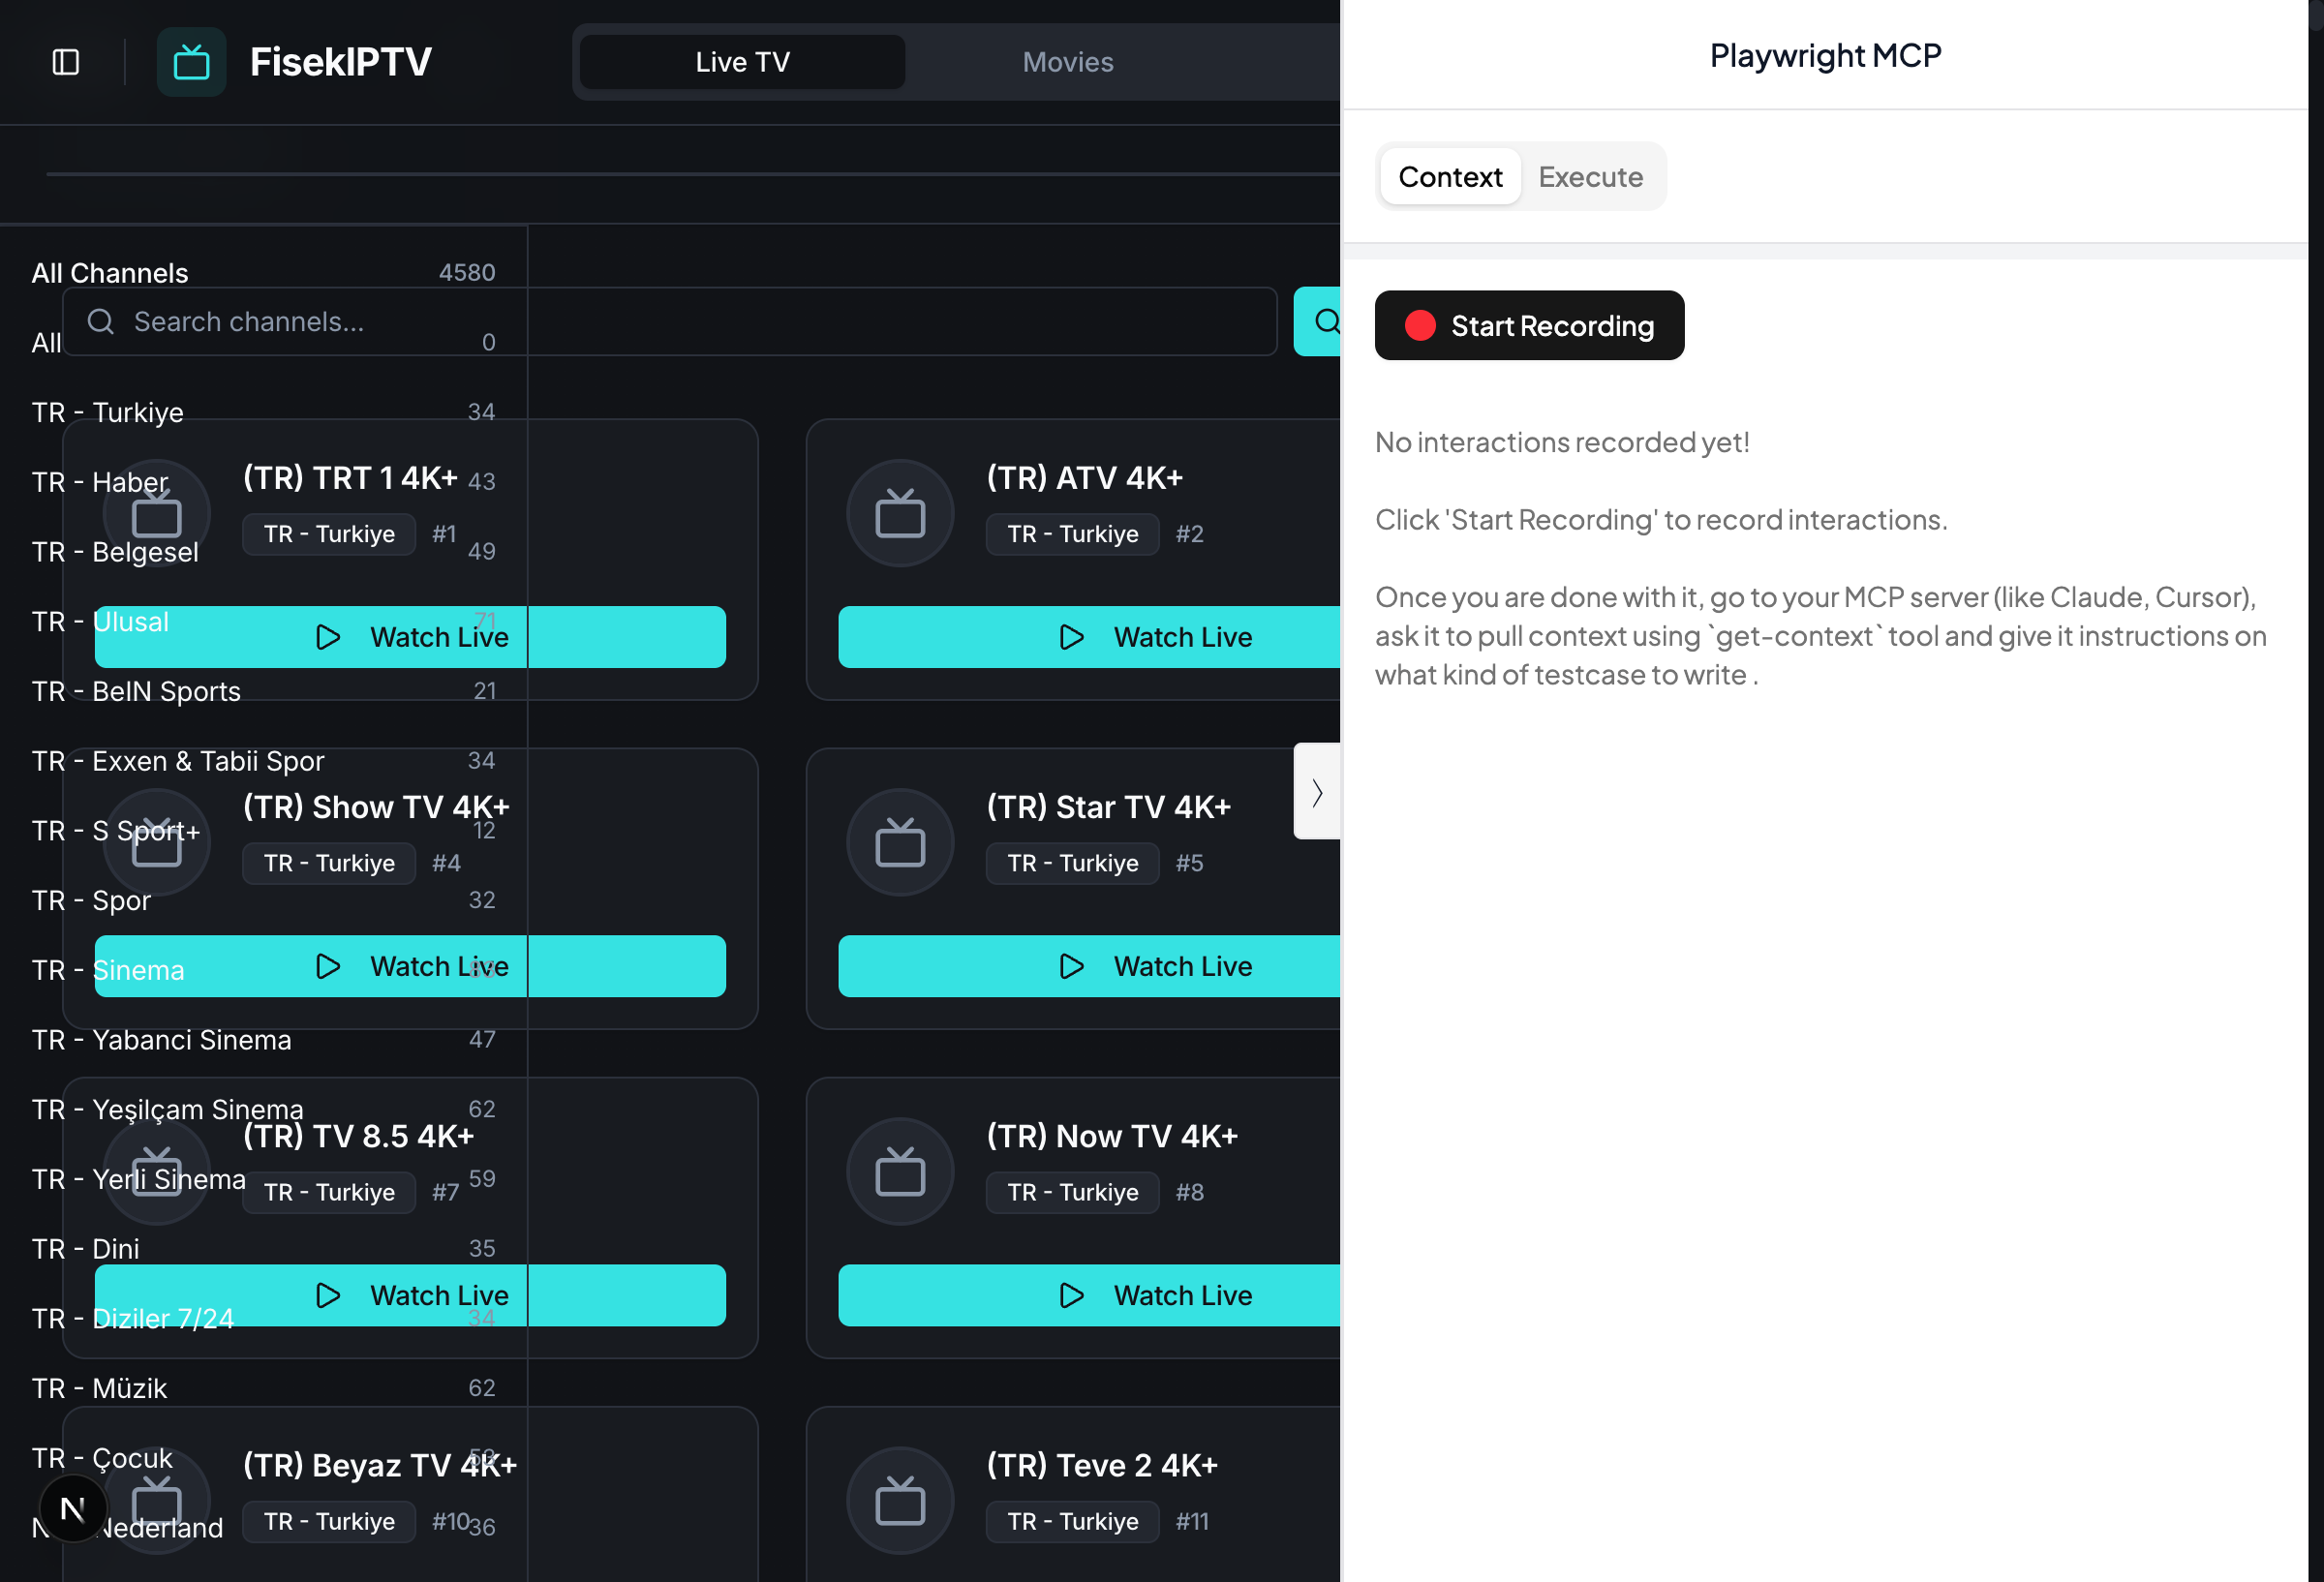 FisekIPTV
Live TV
Movies
Playwright MCP
Context
Execute
Start Recording
No interactions recorded yet!
Click 'Start Recording' to record interactions.
Once you are done with it, go to your MCP server (like Claude, Cursor),
ask it to pull context using `get-context` tool and give it instructions on
what kind of testcase to write .
All Channels 4580
All 0
TR - Turkiye 34
TR - Haber 43
TR - Belgesel 49
TR - Ulusal 71
TR - BeIN Sports 21
TR - Exxen & Tabii Spor 34
TR - S Sport+ 12
TR - Spor 32
TR - Sinema
TR - Yabanci Sinema 47
TR - Yeşilçam Sinema 62
TR - Yerli Sinema 59
TR - Dini 35
TR - Diziler 7/24 34
TR - Müzik 62
TR - Çocuk
Nederland 36
Search channels...
(TR) TRT 1 4K+
TR - Turkiye #1
Watch Live
(TR) ATV 4K+
TR - Turkiye #2
Watch Live
(TR) Show TV 4K+
TR - Turkiye #4
Watch Live
(TR) Star TV 4K+
TR - Turkiye #5
Watch Live
(TR) TV 8.5 4K+
TR - Turkiye #7
Watch Live
(TR) Now TV 4K+
TR - Turkiye #8
Watch Live
(TR) Beyaz TV 4K+
TR - Turkiye #10
(TR) Teve 2 4K+
TR - Turkiye #11
N